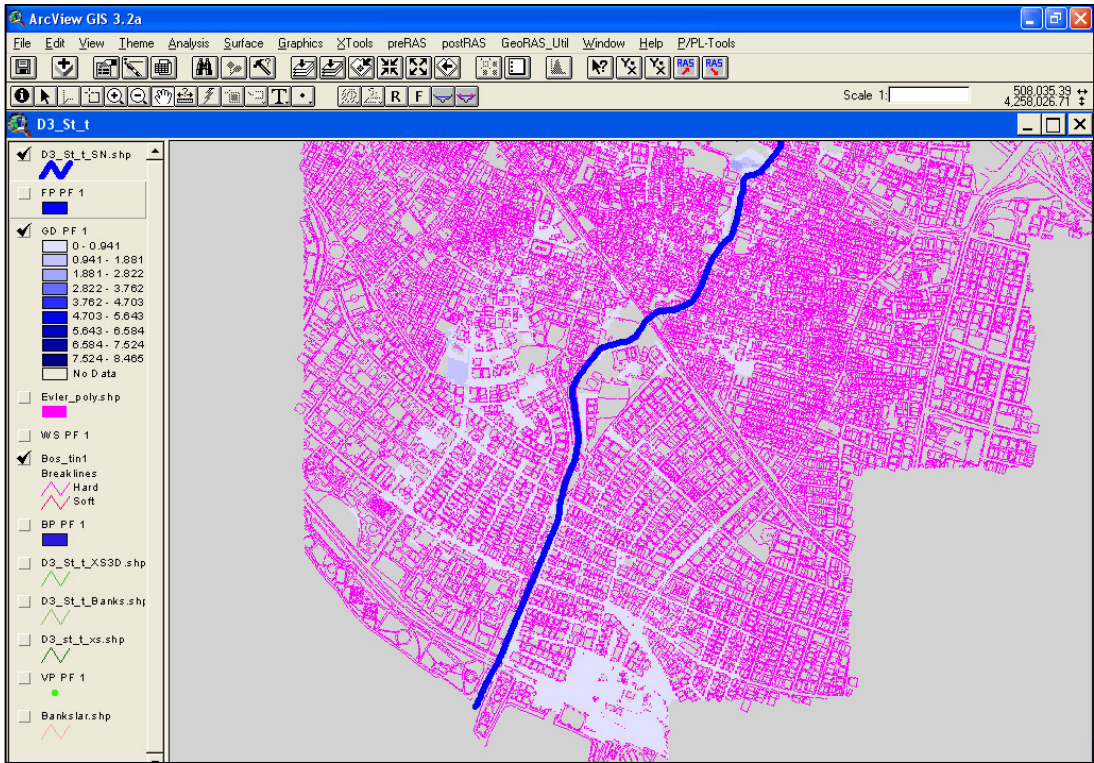 ArcView GIS 3.2a
File Edit View Theme Analysis Surface Graphics XTools preRAS postRAS GeoRAS_Util Window Help P/PL-Tools
RAS RAS
T R F Scale 1: 508,035.39
4,258,026.71
D3_St_t
D3_St_t_SN.shp
FP PF 1
GD PF 1
0 - 0.941
0.941 - 1.881
1.881 - 2.822
2.822 - 3.762
3.762 - 4.703
4.703 - 5.643
5.643 - 6.584
6.584 - 7.524
7.524 - 8.465
No Data
Evler_poly.shp
WS PF 1
Bos_tin1
Breaklines
Hard
Soft
BP PF 1
D3_St_t_XS3D.shp
D3_St_t_Banks.shp
D3_st_t_xs.shp
VP PF 1
Bankslar.shp